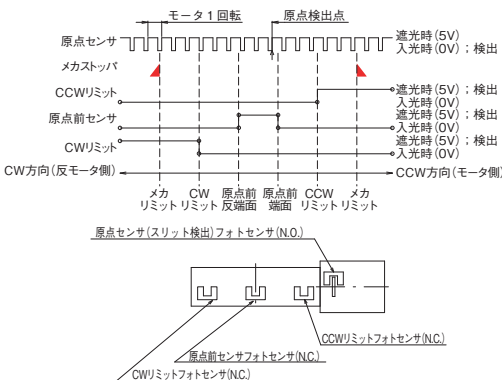 モータ1回転
原点検出点
原点センサ
遮光時(5V)
入光時(0V);検出
メカストッパ
CCWリミット
遮光時(5V);検出
入光時(0V)
原点前センサ
遮光時(5V);検出
入光時(0V)
CWリミット
遮光時(5V);検出
入光時(0V)
CW方向(反モータ側)
CCW方向(モータ側)
メカ
リミット
CW
リミット
原点前
反端面
原点前
端面
CCW
リミット
メカ
リミット
原点センサ(スリット検出)フォトセンサ(N.O.)
CCWリミットフォトセンサ(N.C.)
原点前センサフォトセンサ(N.C.)
CWリミットフォトセンサ(N.C.)